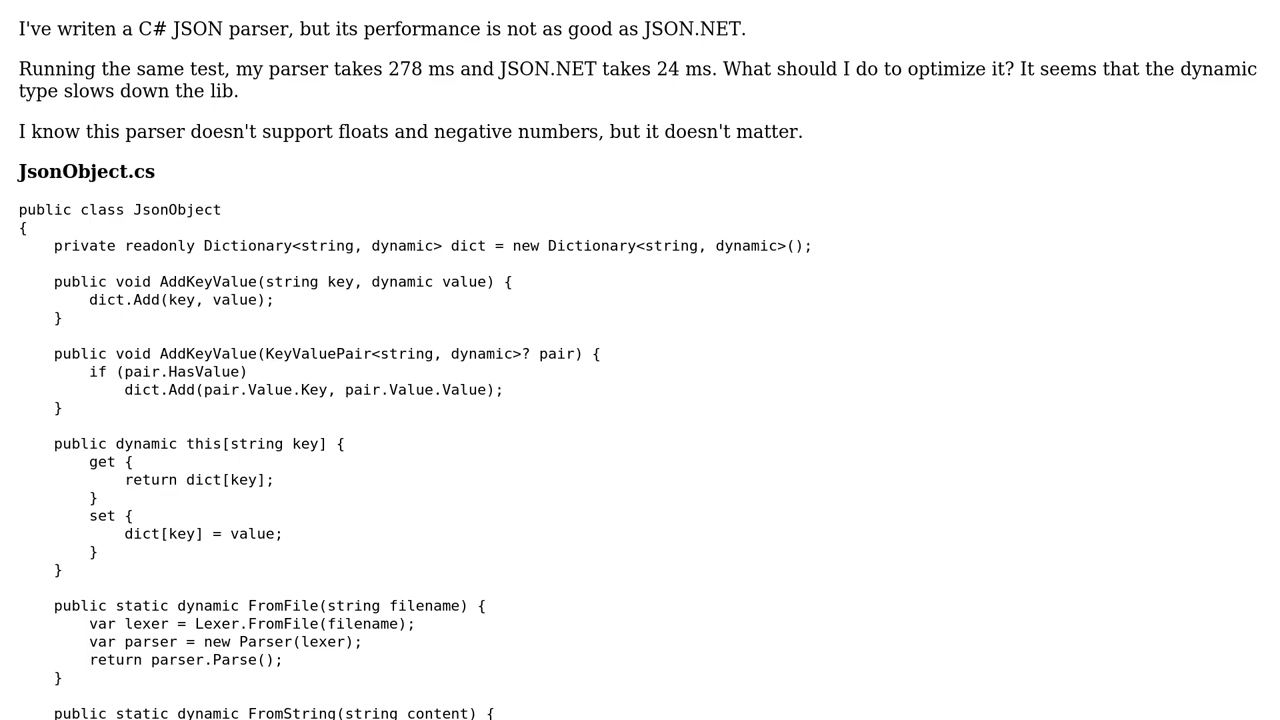 I've writen a C# JSON parser, but its performance is not as good as JSON.NET.
Running the same test, my parser takes 278 ms and JSON.NET takes 24 ms. What should I do to optimize it? It seems that the dynamic
type slows down the lib.
I know this parser doesn't support floats and negative numbers, but it doesn't matter.
JsonObject.cs
public class JsonObject
{
    private readonly Dictionary<string, dynamic> dict = new Dictionary<string, dynamic>();
    public void AddKeyValue(string key, dynamic value) {
        dict.Add(key, value);
    }
    public void AddKeyValue(KeyValuePair<string, dynamic>? pair) {
        if (pair.HasValue)
            dict.Add(pair.Value.Key, pair.Value.Value);
    }
    public dynamic this[string key] {
        get {
            return dict[key];
        }
        set {
            dict[key] = value;
        }
    }
    public static dynamic FromFile(string filename) {
        var lexer = Lexer.FromFile(filename);
        var parser = new Parser(lexer);
        return parser.Parse();
    }
    public static dynamic FromString(string content) {